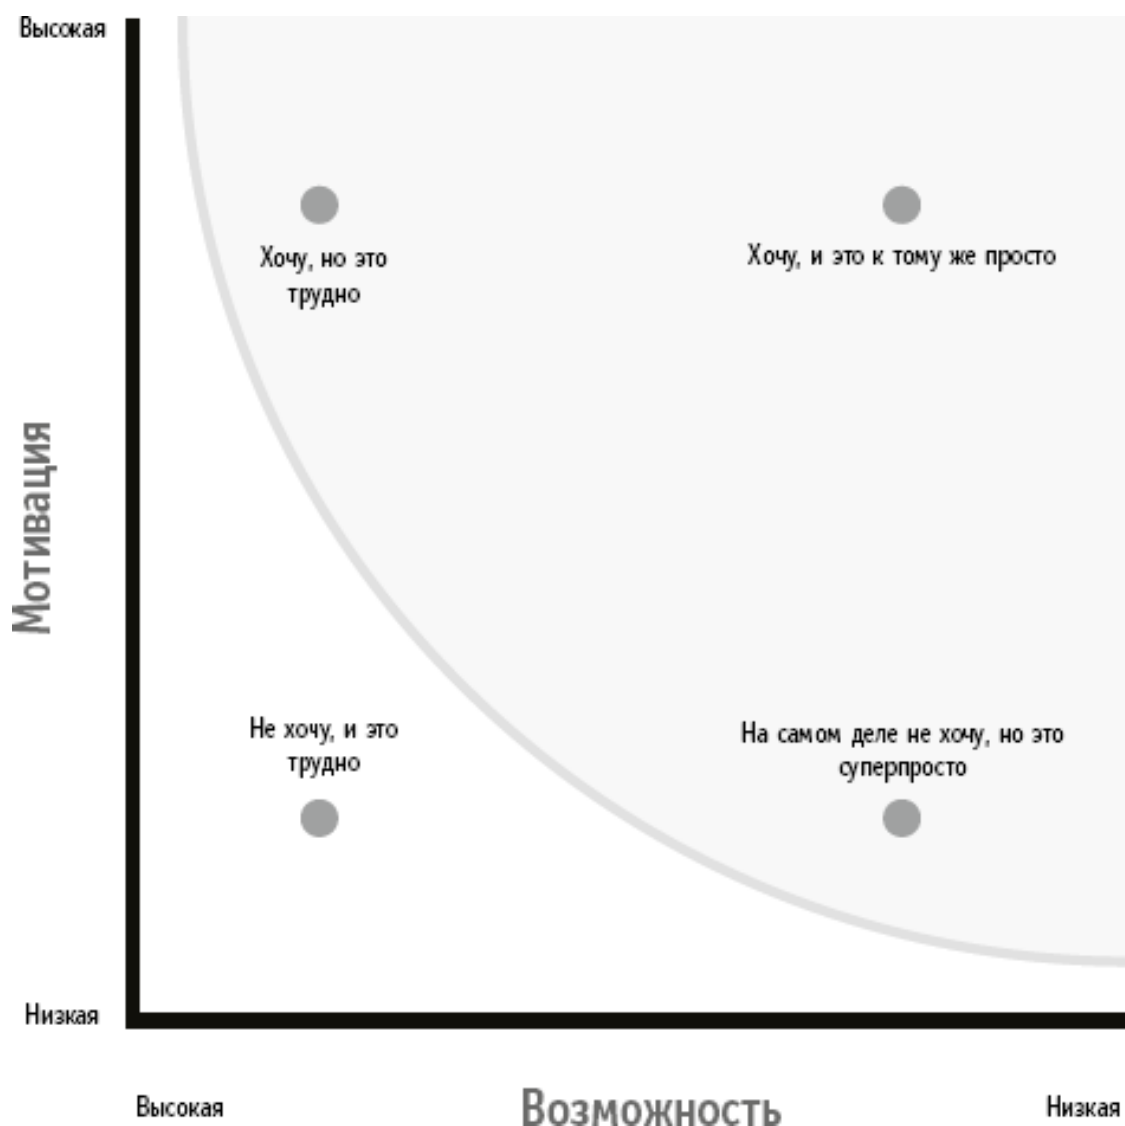 Высокая
Хочу, но это
трудно
Хочу, и это к тому же просто
Мотивация
Не хочу, и это
трудно
На самом деле не хочу, но это
суперпросто
Низкая
Высокая
Возможность
Низкая